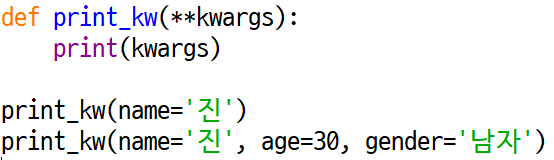 def print_kw(**kwargs):
    print(kwargs)

print_kw(name='진')
print_kw(name='진', age=30, gender='남자')